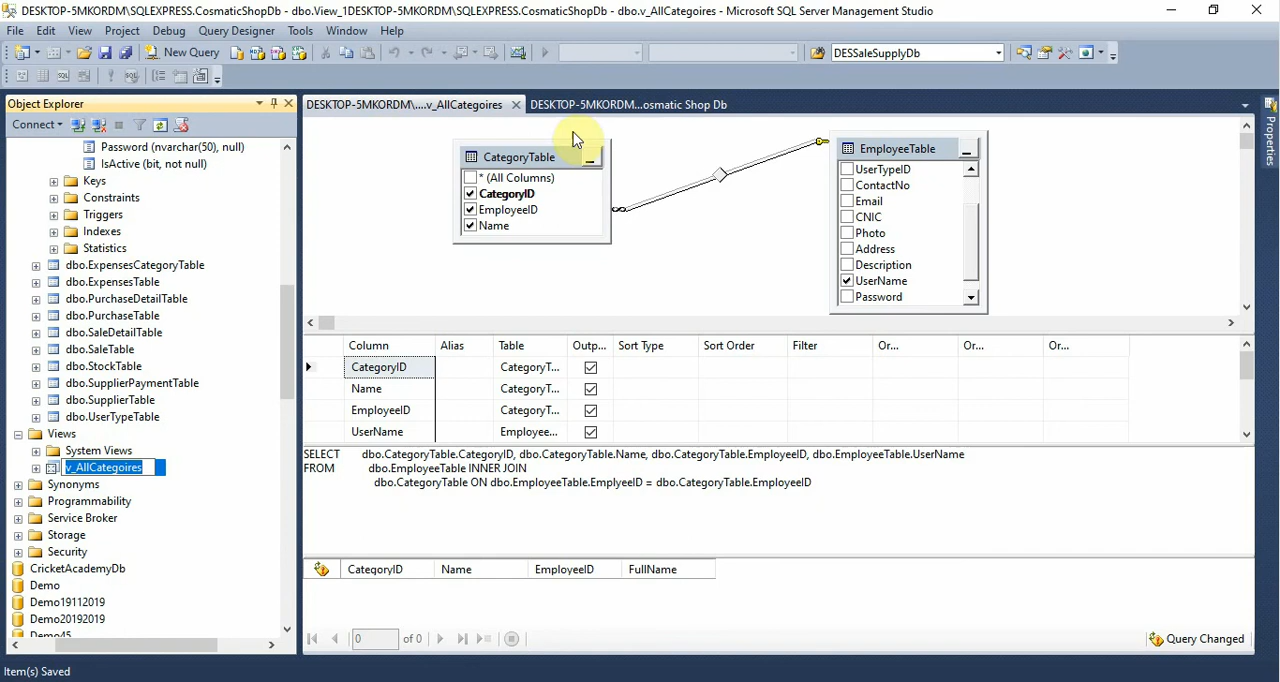 DESKTOP-5MKORDM\SQLEXPRESS.CosmaticShopDb - dbo.View_1DESKTOP-5MKORDM\SQLEXPRESS.CosmaticShopDb - dbo.v_AllCategoires - Microsoft SQL Server Management Studio
File Edit View Project Debug Query Designer Tools Window Help
New Query DESSaleSupplyDb
Object Explorer
DESKTOP-5MKORDM\....v_AllCategoires
DESKTOP-5MKORDM...osmatic Shop Db
Properties
Connect
Password (nvarchar(50), null)
IsActive (bit, not null)
Keys
Constraints
Triggers
Indexes
Statistics
dbo.ExpensesCategoryTable
dbo.ExpensesTable
dbo.PurchaseDetailTable
dbo.PurchaseTable
dbo.SaleDetailTable
dbo.SaleTable
dbo.StockTable
dbo.SupplierPaymentTable
dbo.SupplierTable
dbo.UserTypeTable
Views
System Views
v_AllCategoires
Synonyms
Programmability
Service Broker
Storage
Security
CricketAcademyDb
Demo
Demo19112019
Demo20192019
Demo45
CategoryTable
* (All Columns)
CategoryID
EmployeeID
Name
EmployeeTable
UserTypeID
ContactNo
Email
CNIC
Photo
Address
Description
UserName
Password
Column Alias Table Outp... Sort Type Sort Order Filter Or... Or... Or...
CategoryID CategoryT...
Name CategoryT...
EmployeeID CategoryT...
UserName Employee...
SELECT dbo.CategoryTable.CategoryID, dbo.CategoryTable.Name, dbo.CategoryTable.EmployeeID, dbo.EmployeeTable.UserName
FROM dbo.EmployeeTable INNER JOIN
dbo.CategoryTable ON dbo.EmployeeTable.EmplyeeID = dbo.CategoryTable.EmployeeID
CategoryID Name EmployeeID FullName
0 of 0
Query Changed
Item(s) Saved